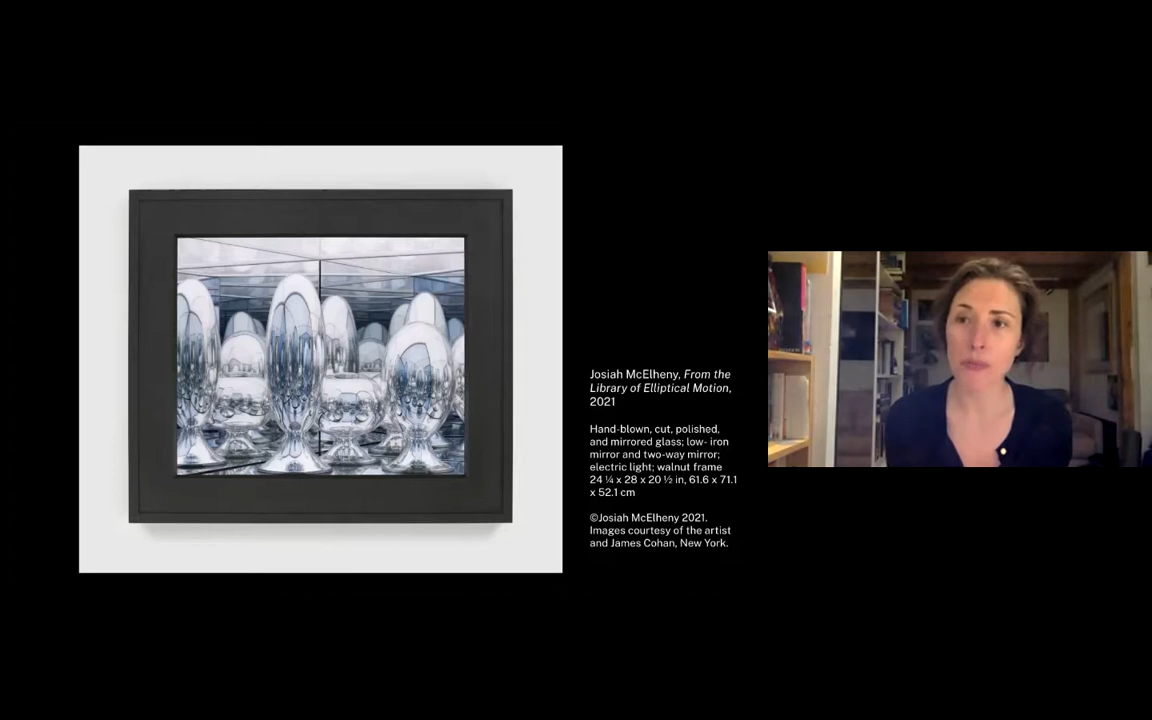 Josiah McElheny, From the
Library of Elliptical Motion,
2021
Hand-blown, cut, polished,
and mirrored glass; low- iron
mirror and two-way mirror;
electric light; walnut frame
24 ¼ x 28 x 20 ½ in, 61.6 x 71.1
x 52.1 cm
©Josiah McElheny 2021.
Images courtesy of the artist
and James Cohan, New York.